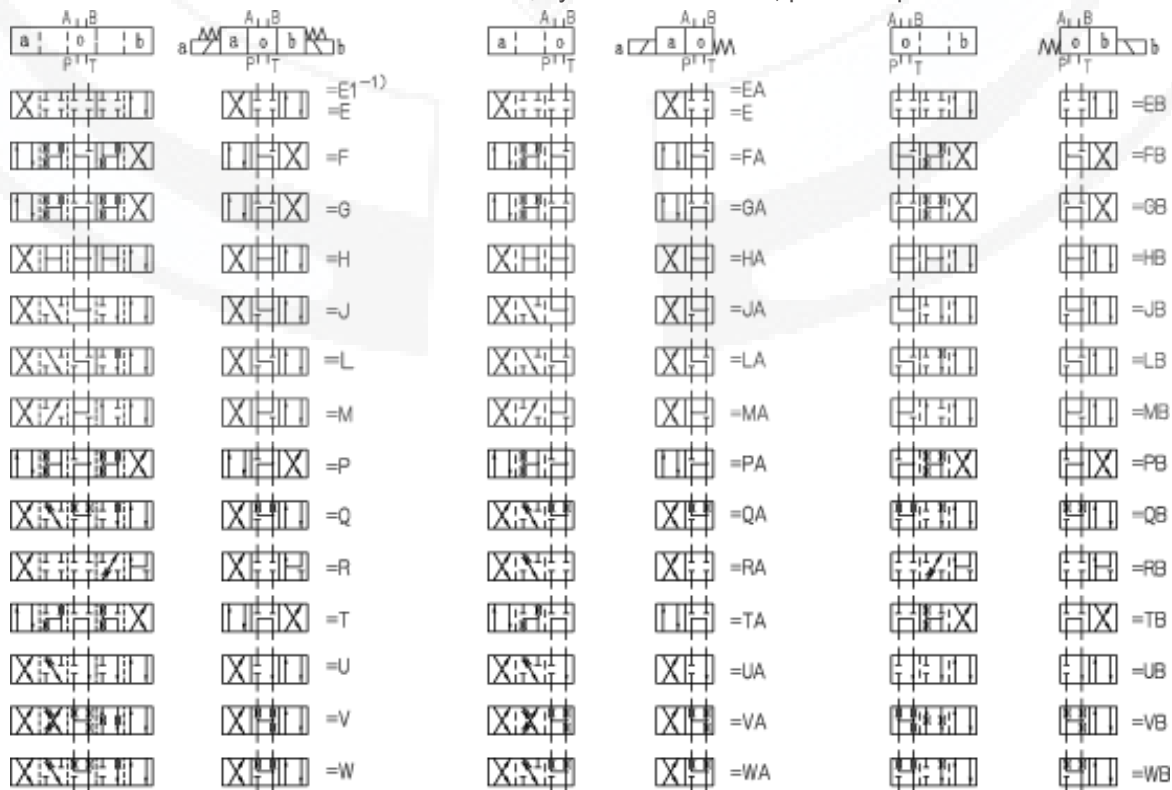 A B A B A B A B A B A B
a o b a a o b b a o a a o o b o b b
P T P T P T P T P T P T
=E1-1)
=E =EA
=E =EB
=F =FA =FB
=G =GA =GB
=H =HA =HB
=J =JA =JB
=L =LA =LB
=M =MA =MB
=P =PA =PB
=Q =QA =QB
=R =RA =RB
=T =TA =TB
=U =UA =UB
=V =VA =VB
=W =WA =WB